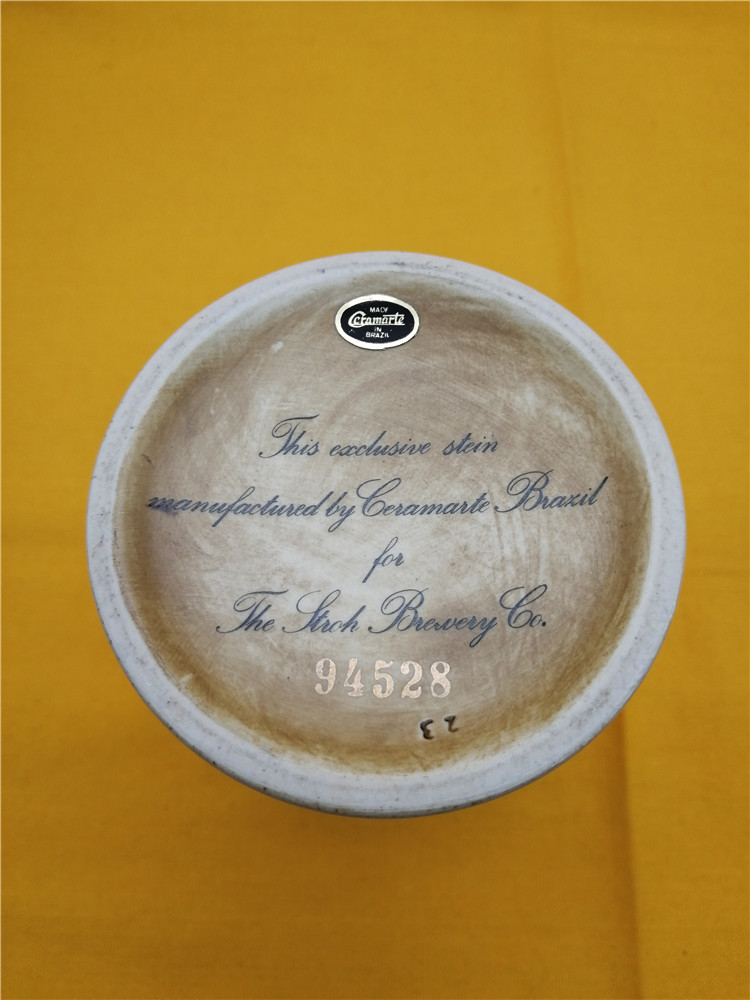 MADE
Ceramarte
IN
BRAZIL
This exclusive stein
manufactured by Ceramarte Brazil
for
The Stroh Brewery Co.
94528
23